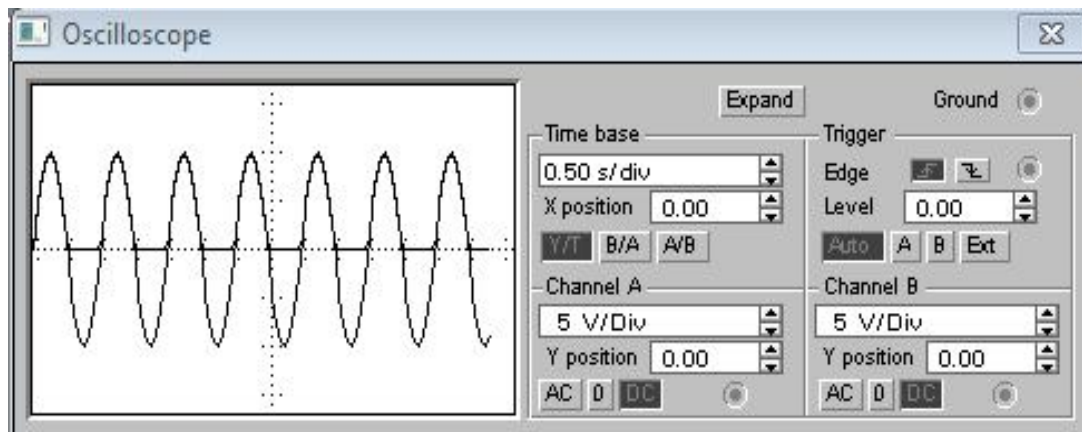 Oscilloscope
Expand
Ground
Time base
0.50 s/div
X position 0.00
Y/T B/A A/B
Trigger
Edge
Level 0.00
Auto A B Ext
Channel A
5 V/Div
Y position 0.00
AC 0 DC
Channel B
5 V/Div
Y position 0.00
AC 0 DC